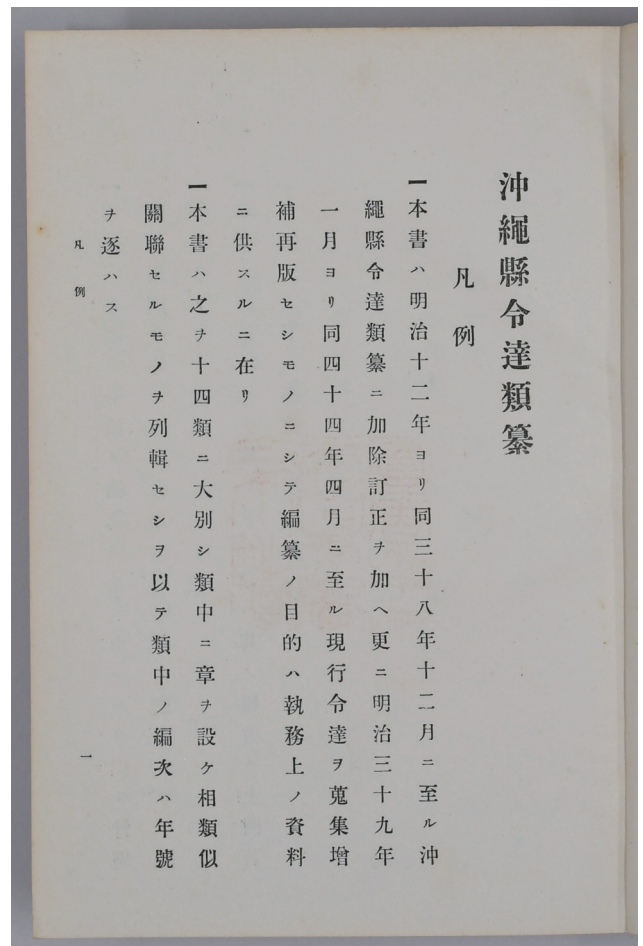 沖繩縣令達類纂
凡例
一本書ハ明治十二年ヨリ同三十八年十二月ニ至ル沖
繩縣令達類纂ニ加除訂正ヲ加ヘ更ニ明治三十九年
一月ヨリ同四十四年四月ニ至ル現行令達ヲ蒐集增
補再版セシモノニシテ編纂ノ目的ハ執務上ノ資料
ニ供スルニ在リ
一本書ハ之ヲ十四類ニ大別シ類中ニ章ヲ設ケ相類似
關聯セルモノヲ列輯セシヲ以テ類中ノ編次ハ年號
ヲ逐ハス
凡例
一